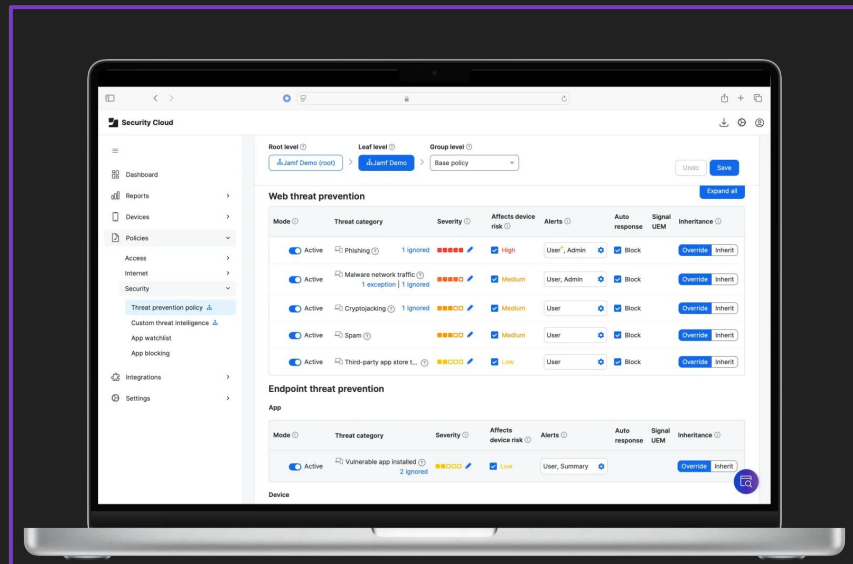 Security Cloud
Root level
Leaf level
Group level
Jamf Demo (root) > Jamf Demo > Base policy
Undo
Save
Dashboard
Reports
Devices
Policies
Access
Internet
Security
Threat prevention policy
Custom threat intelligence
App watchlist
App blocking
Integrations
Settings
Expand all
Web threat prevention
Mode Threat category Severity Affects device risk Alerts Auto response Signal UEM Inheritance
Active Phishing 1 ignored High User*, Admin Block Override Inherit
Active Malware network traffic Medium User, Admin Block Override Inherit
1 exception | 1 ignored
Active Cryptojacking 1 ignored Medium User Block Override Inherit
Active Spam Medium User Block Override Inherit
Active Third-party app store t... Low User Block Override Inherit
Endpoint threat prevention
App
Mode Threat category Severity Affects device risk Alerts Auto response Signal UEM Inheritance
Active Vulnerable app installed Low User, Summary Override Inherit
2 ignored
Device